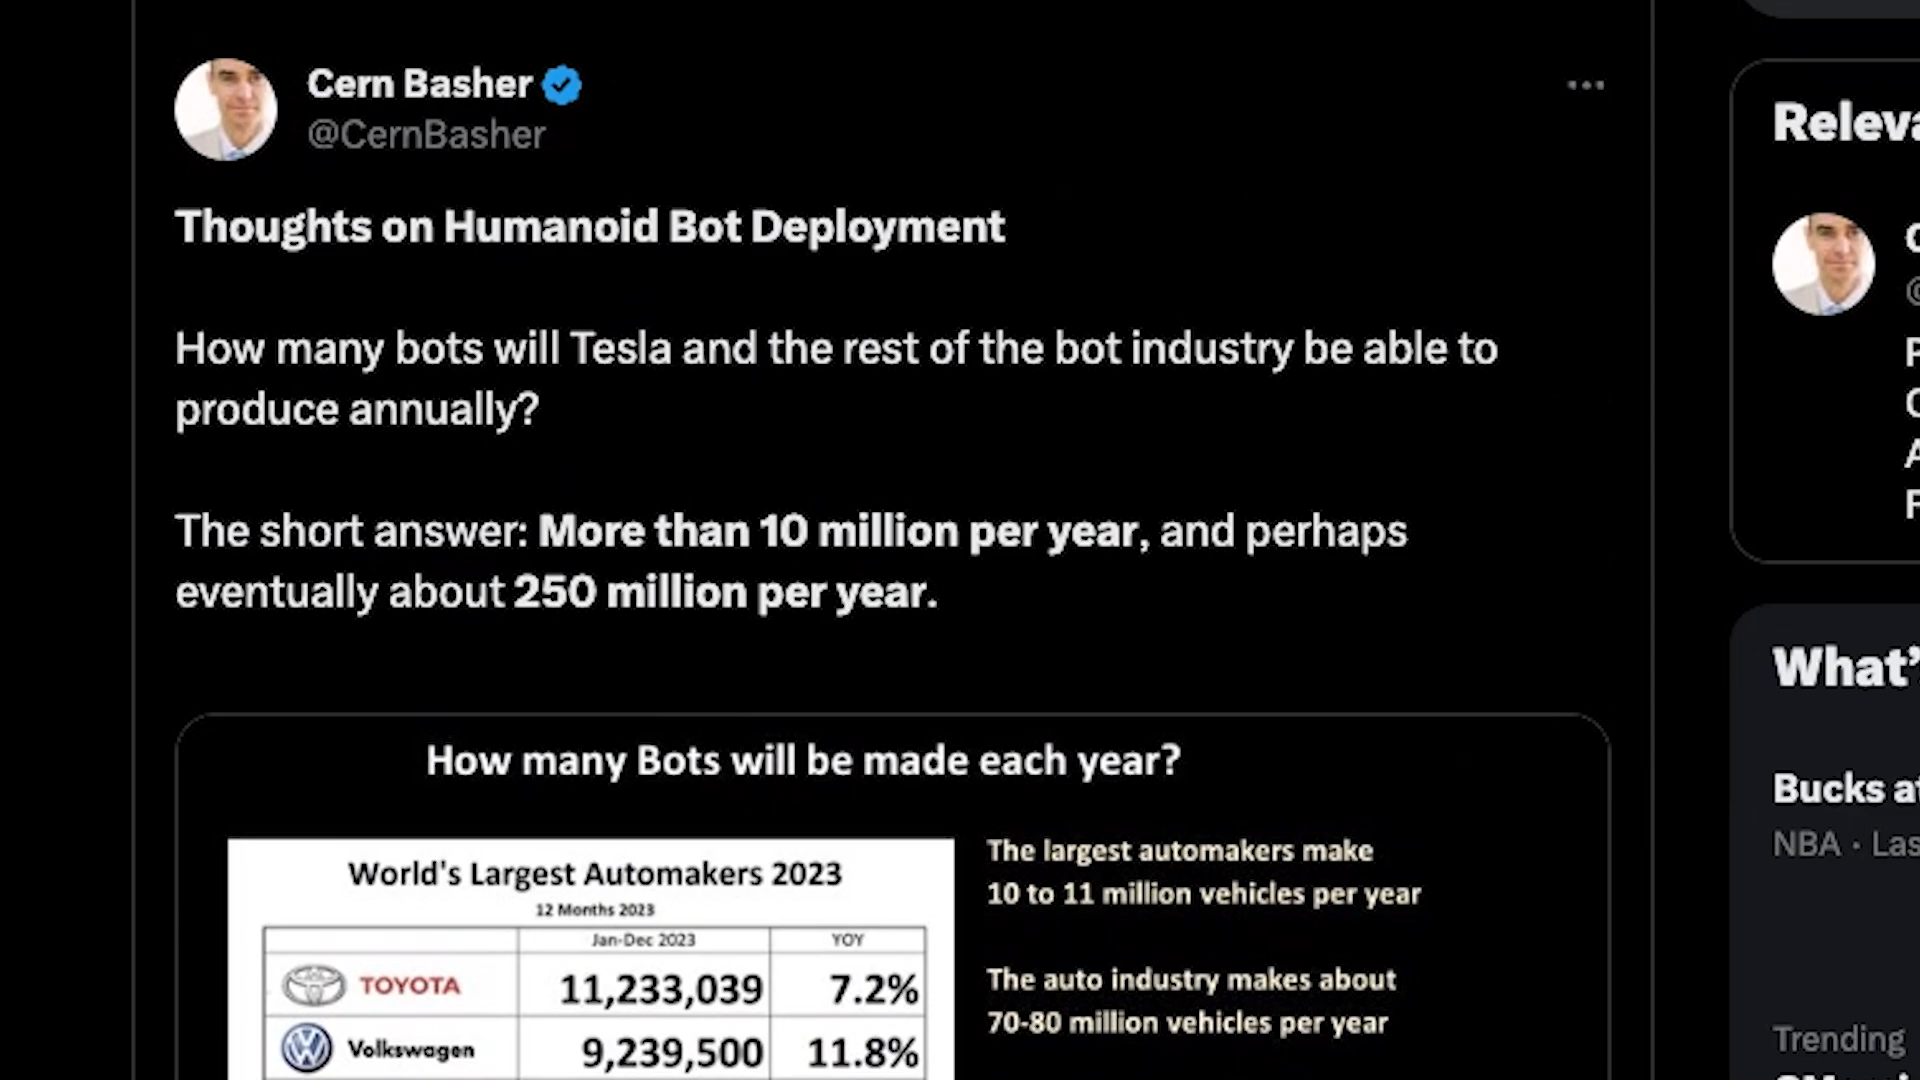 Cern Basher
@CernBasher
Thoughts on Humanoid Bot Deployment
How many bots will Tesla and the rest of the bot industry be able to
produce annually?
The short answer: More than 10 million per year, and perhaps
eventually about 250 million per year.
How many Bots will be made each year?
World's Largest Automakers 2023
12 Months 2023
Jan-Dec 2023 YOY
TOYOTA 11,233,039 7.2%
Volkswagen 9,239,500 11.8%
The largest automakers make
10 to 11 million vehicles per year
The auto industry makes about
70-80 million vehicles per year
Releva
What'
Bucks at
NBA · Las
Trending